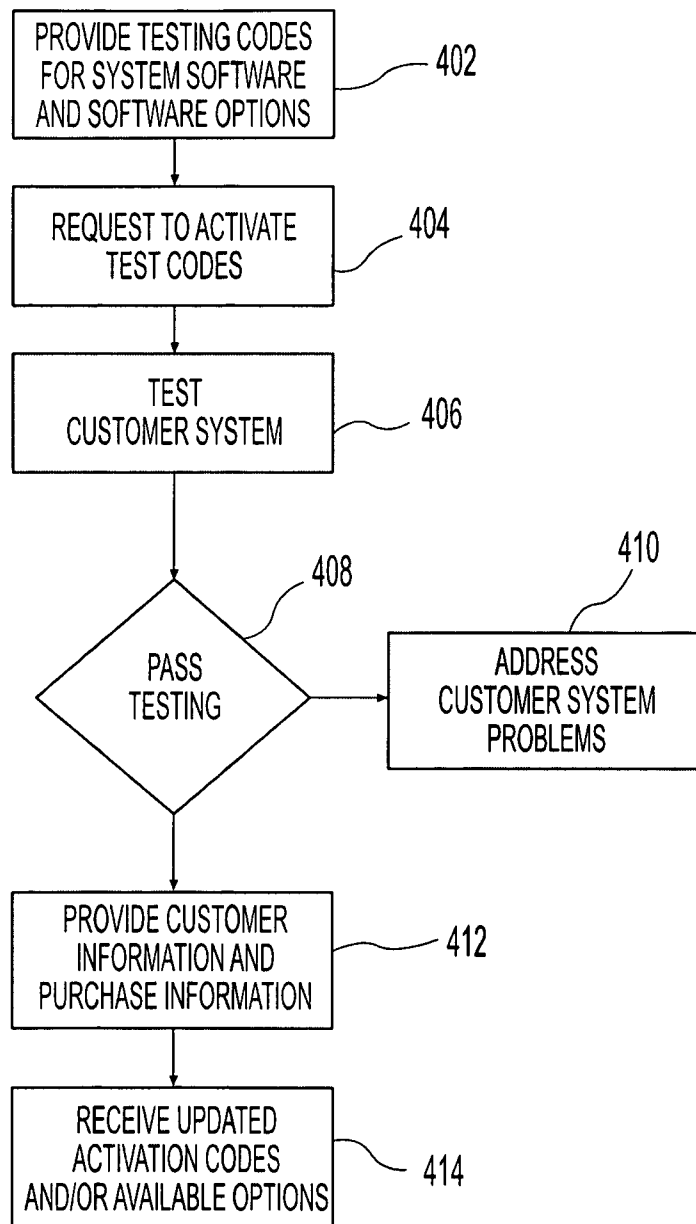 PROVIDE TESTING CODES
FOR SYSTEM SOFTWARE
AND SOFTWARE OPTIONS
402
REQUEST TO ACTIVATE
TEST CODES
404
TEST
CUSTOMER SYSTEM
406
408
PASS
TESTING
410
ADDRESS
CUSTOMER SYSTEM
PROBLEMS
PROVIDE CUSTOMER
INFORMATION AND
PURCHASE INFORMATION
412
RECEIVE UPDATED
ACTIVATION CODES
AND/OR AVAILABLE OPTIONS
414